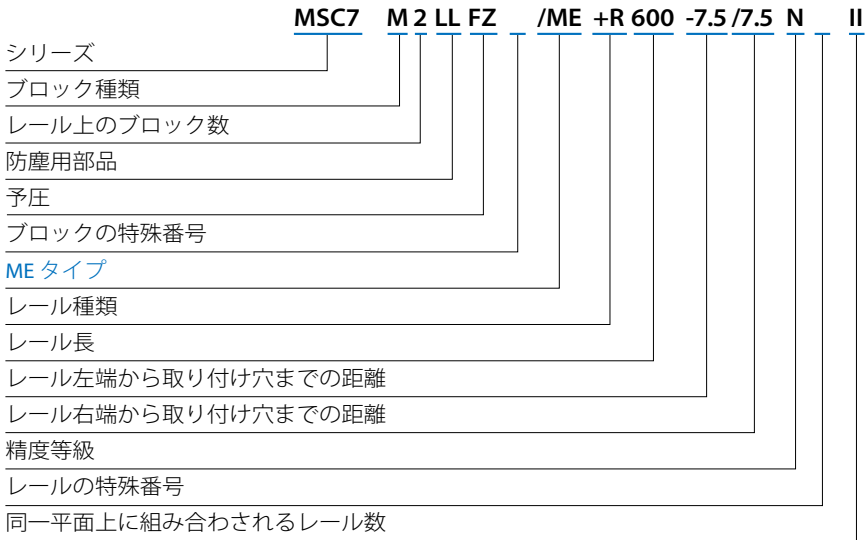 MSC7 M 2 LL FZ /ME +R 600 -7.5 /7.5 N II
シリーズ
ブロック種類
レール上のブロック数
防塵用部品
予圧
ブロックの特殊番号
ME タイプ
レール種類
レール長
レール左端から取り付け穴までの距離
レール右端から取り付け穴までの距離
精度等級
レールの特殊番号
同一平面上に組み合わされるレール数